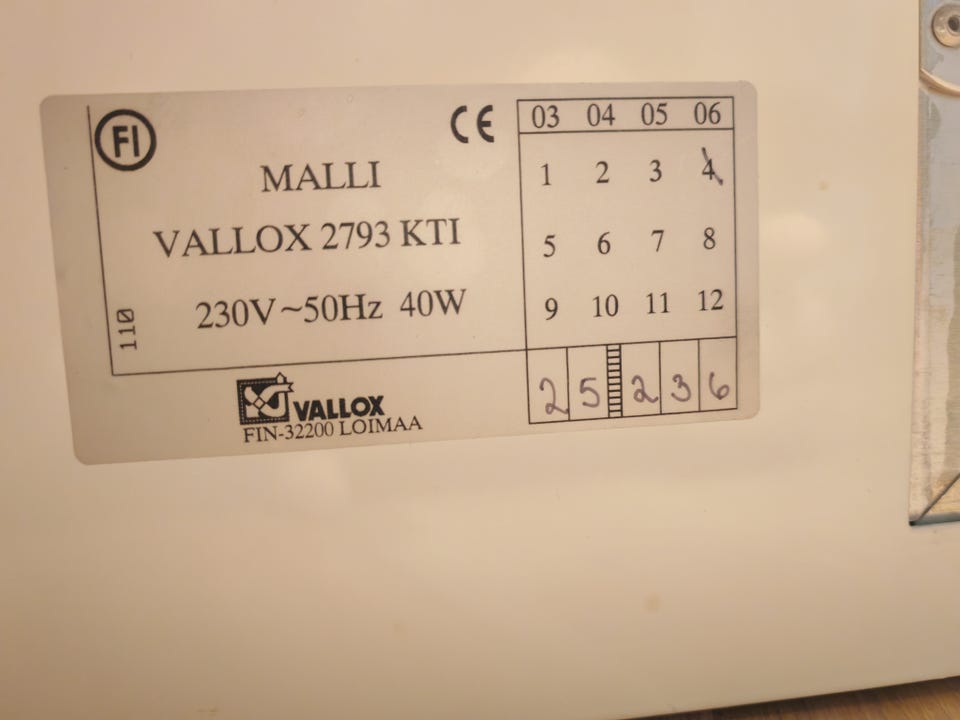 FI
CE
MALLI
VALLOX 2793 KTI
230V~50Hz 40W
110
VALLOX
FIN-32200 LOIMAA
03 04 05 06
1 2 3 4
5 6 7 8
9 10 11 12
2 5 2 3 6